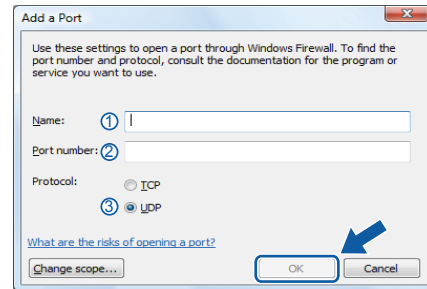 Add a Port
Use these settings to open a port through Windows Firewall. To find the
port number and protocol, consult the documentation for the program or
service you want to use.
Name: ①
Port number: ②
Protocol:
TCP
③ UDP
What are the risks of opening a port?
Change scope... OK Cancel